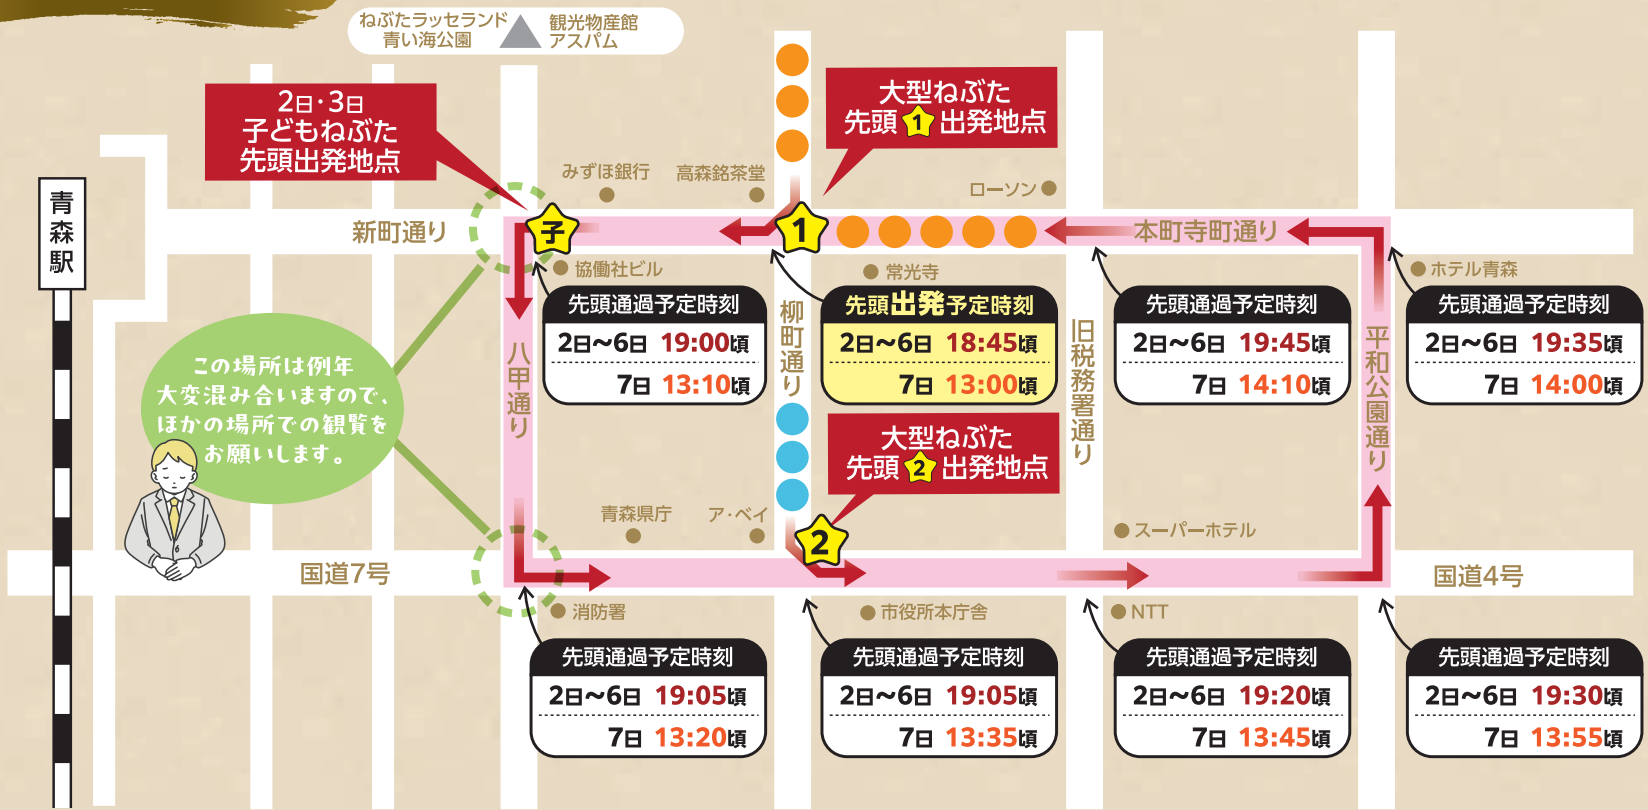 ねぶたラッセランド
青い海公園
観光物産館
アスパム
2日・3日
子どもねぶた
先頭出発地点
大型ねぶた
先頭 1 出発地点
みずほ銀行
高森銘茶堂
ローソン
青森駅
新町通り
子
1
本町寺町通り
協働社ビル
常光寺
ホテル青森
先頭通過予定時刻
2日〜6日 19:00頃
7日 13:10頃
先頭出発予定時刻
2日〜6日 18:45頃
7日 13:00頃
先頭通過予定時刻
2日〜6日 19:45頃
7日 14:10頃
先頭通過予定時刻
2日〜6日 19:35頃
7日 14:00頃
八甲通り
柳町通り
旧税務署通り
平和公園通り
この場所は例年
大変混み合いますので、
ほかの場所での観覧を
お願いします。
大型ねぶた
先頭 2 出発地点
青森県庁
ア・ベイ
2
スーパーホテル
国道7号
国道4号
消防署
市役所本庁舎
NTT
先頭通過予定時刻
2日〜6日 19:05頃
7日 13:20頃
先頭通過予定時刻
2日〜6日 19:05頃
7日 13:35頃
先頭通過予定時刻
2日〜6日 19:20頃
7日 13:45頃
先頭通過予定時刻
2日〜6日 19:30頃
7日 13:55頃